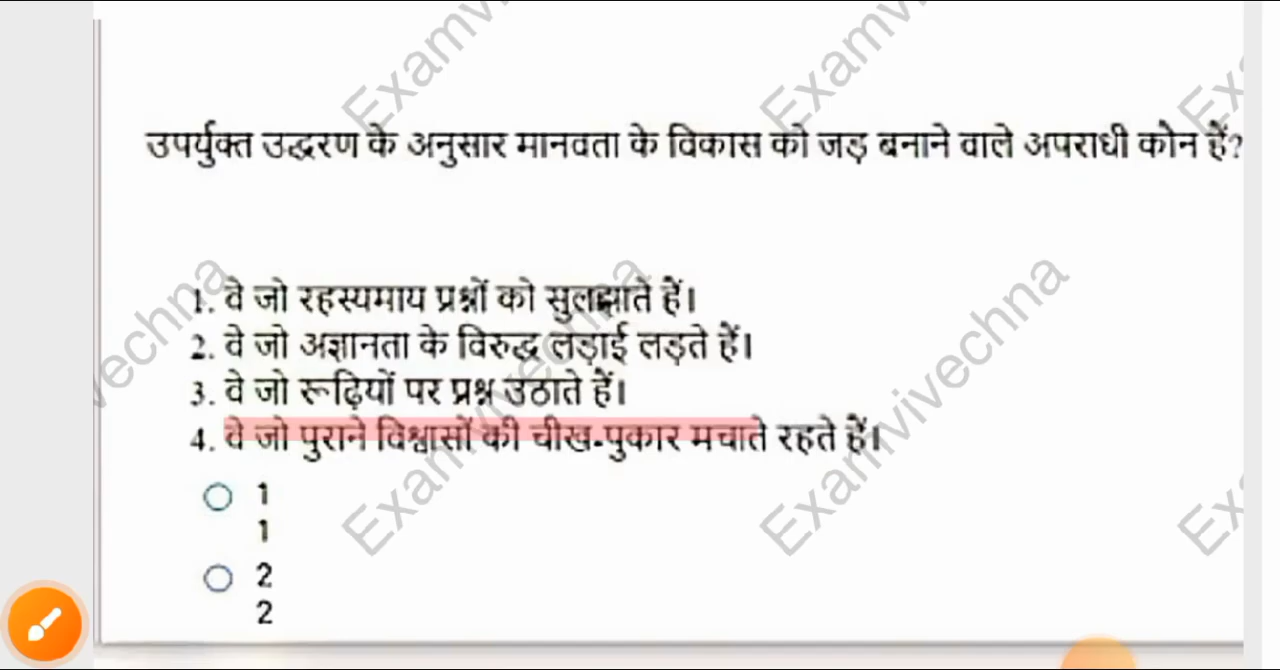 उपर्युक्त उद्धरण के अनुसार मानवता के विकास को जड़ बनाने वाले अपराधी कौन हैं?
1. वे जो रहस्यमाय प्रश्नों को सुलझाते हैं।
2. वे जो अज्ञानता के विरुद्ध लड़ाई लड़ते हैं।
3. वे जो रूढ़ियों पर प्रश्न उठाते हैं।
4. वे जो पुराने विश्वासों की चीख-पुकार मचाते रहते हैं।
1
1
2
2
Examvivechna